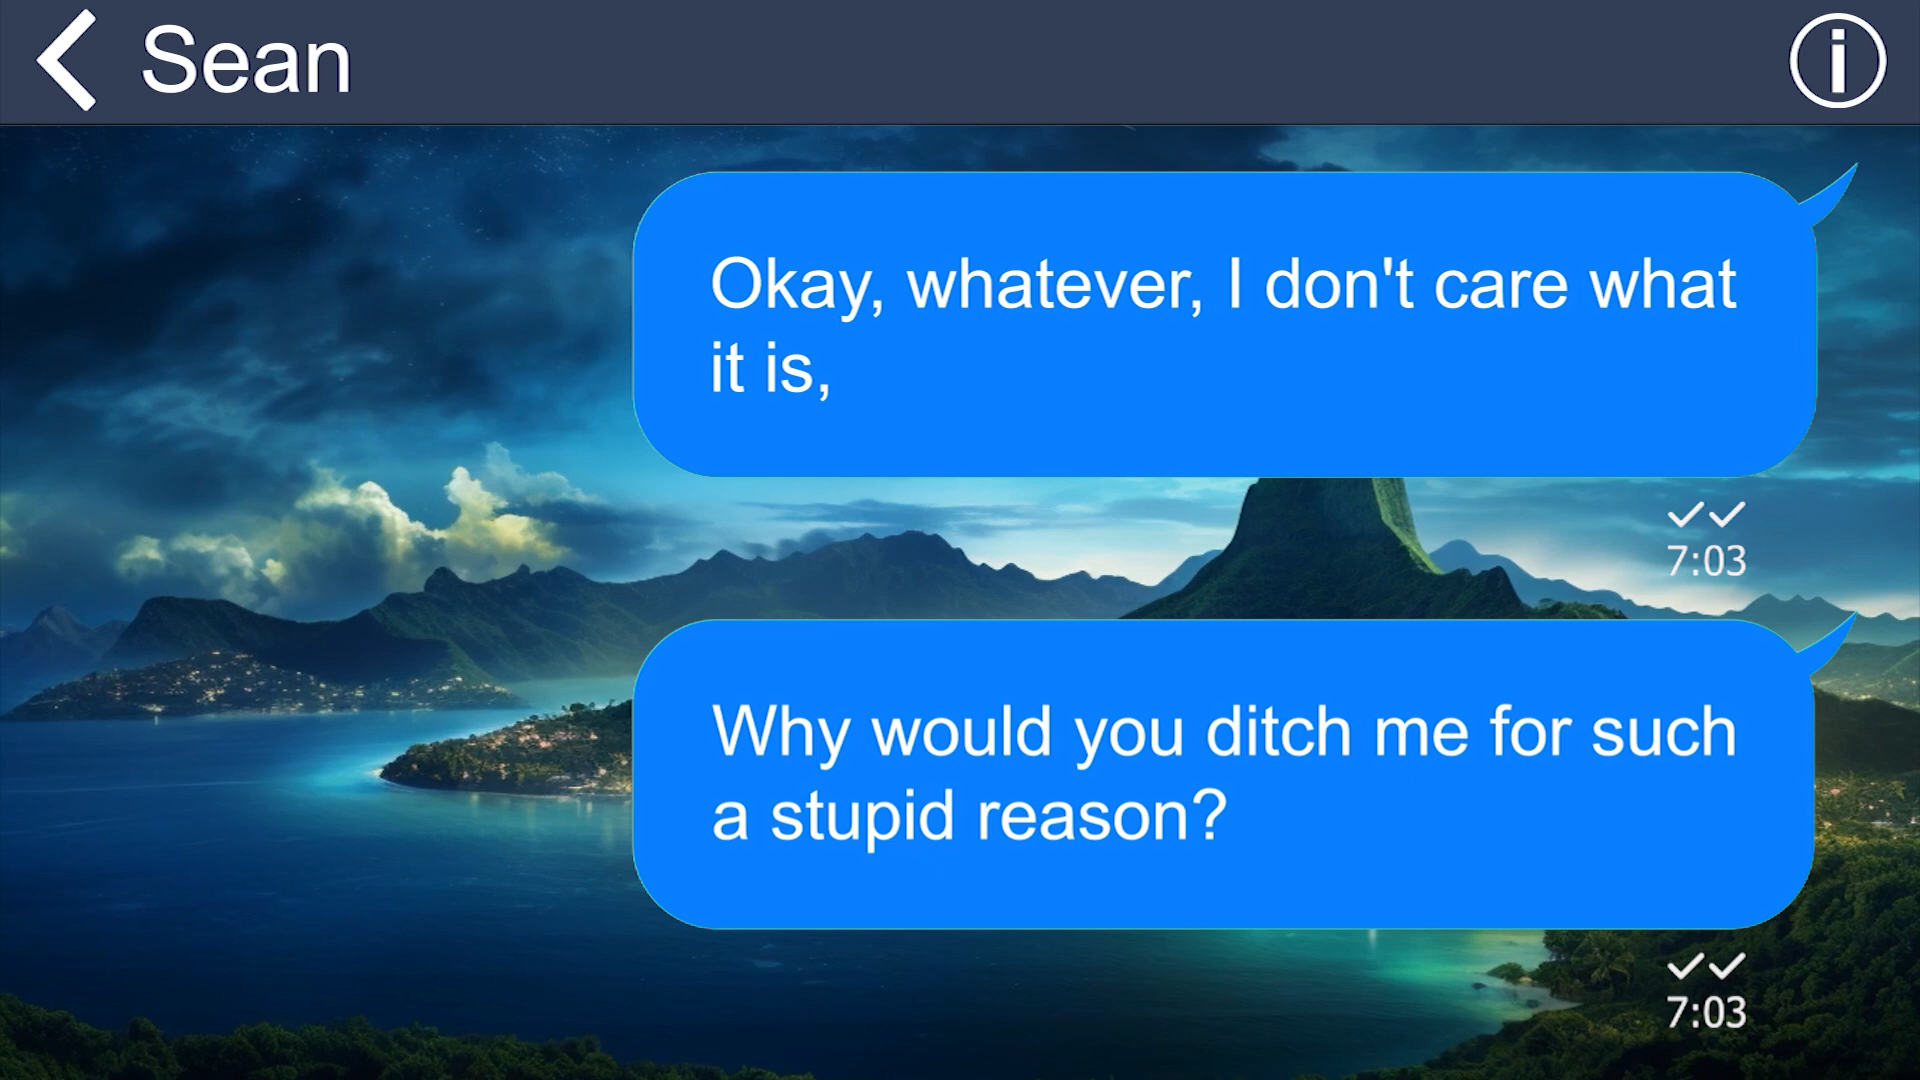 Sean
Okay, whatever, I don't care what
it is,
7:03
Why would you ditch me for such
a stupid reason?
7:03